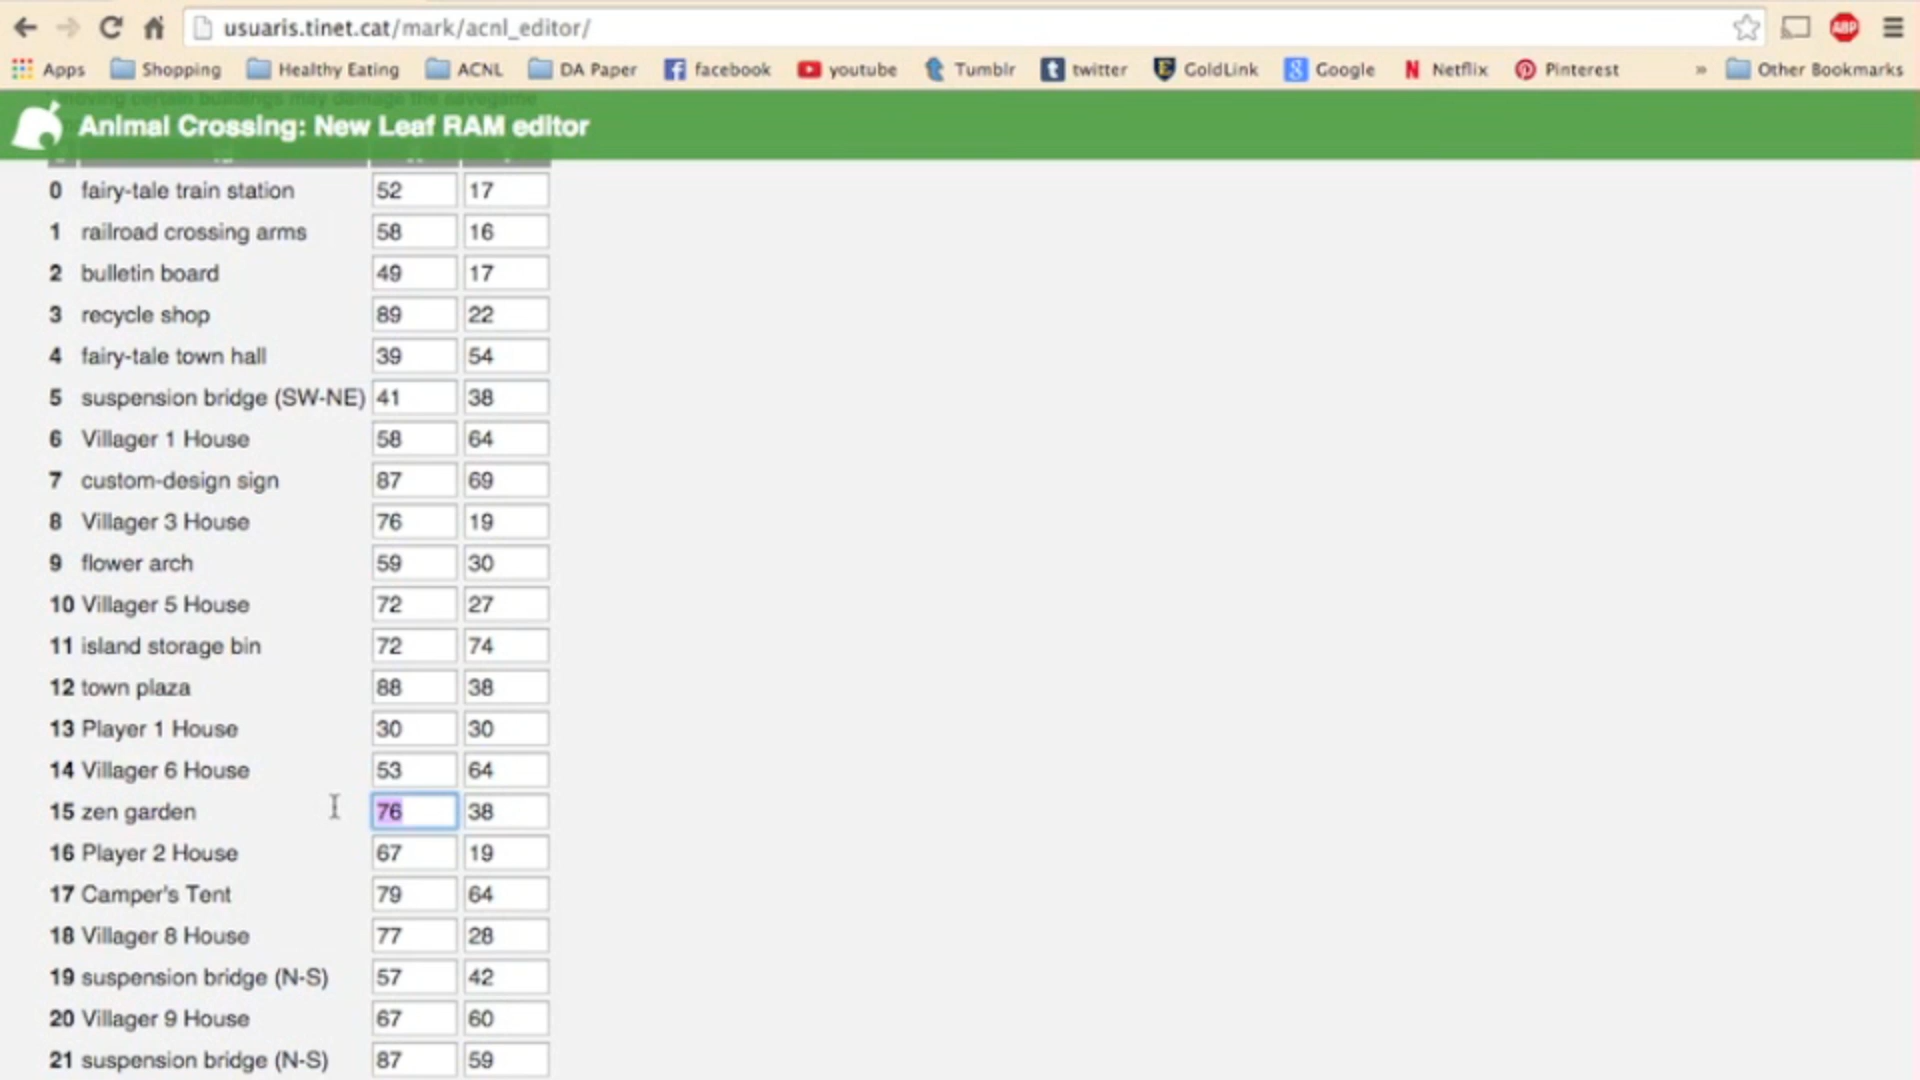 usuaris.tinet.cat/mark/acnl_editor/
Apps Shopping Healthy Eating ACNL DA Paper facebook youtube Tumblr twitter GoldLink Google Netflix Pinterest » Other Bookmarks
moving certain buildings may damage the savegame
Animal Crossing: New Leaf RAM editor
0 fairy-tale train station 52 17
1 railroad crossing arms 58 16
2 bulletin board 49 17
3 recycle shop 89 22
4 fairy-tale town hall 39 54
5 suspension bridge (SW-NE) 41 38
6 Villager 1 House 58 64
7 custom-design sign 87 69
8 Villager 3 House 76 19
9 flower arch 59 30
10 Villager 5 House 72 27
11 island storage bin 72 74
12 town plaza 88 38
13 Player 1 House 30 30
14 Villager 6 House 53 64
15 zen garden 76 38
16 Player 2 House 67 19
17 Camper's Tent 79 64
18 Villager 8 House 77 28
19 suspension bridge (N-S) 57 42
20 Villager 9 House 67 60
21 suspension bridge (N-S) 87 59